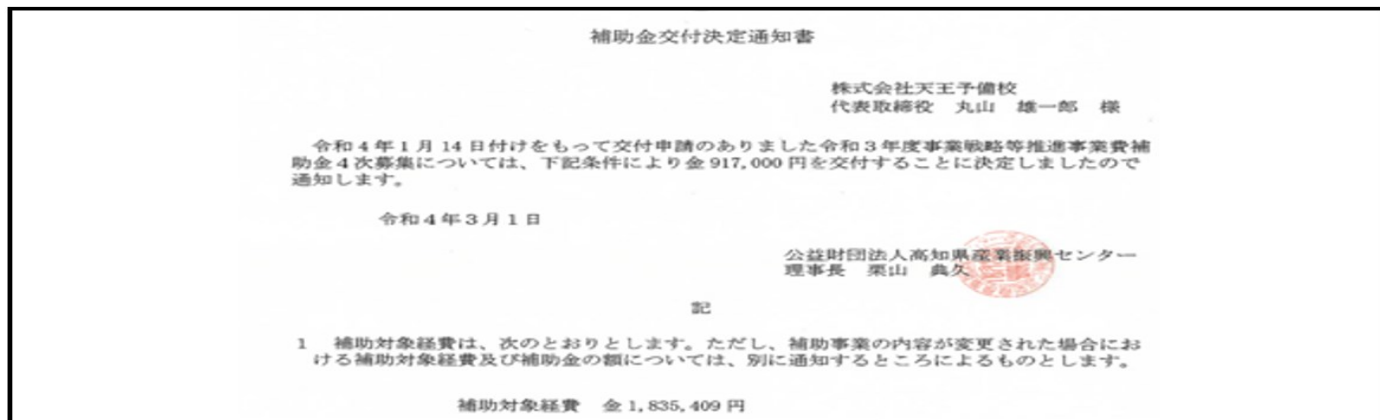 補助金交付決定通知書
株式会社天王予備校
代表取締役　丸山　雄一郎　様
令和４年１月14日付けをもって交付申請のありました令和３年度事業戦略等推進事業費補
助金４次募集については、下記条件により金917,000円を交付することに決定しましたので
通知します。
令和４年３月１日
公益財団法人高知県産業振興センター
理事長　栗山　典久
記
１　補助対象経費は、次のとおりとします。ただし、補助事業の内容が変更された場合にお
ける補助対象経費及び補助金の額については、別に通知するところによるものとします。
補助対象経費　金1,835,409円